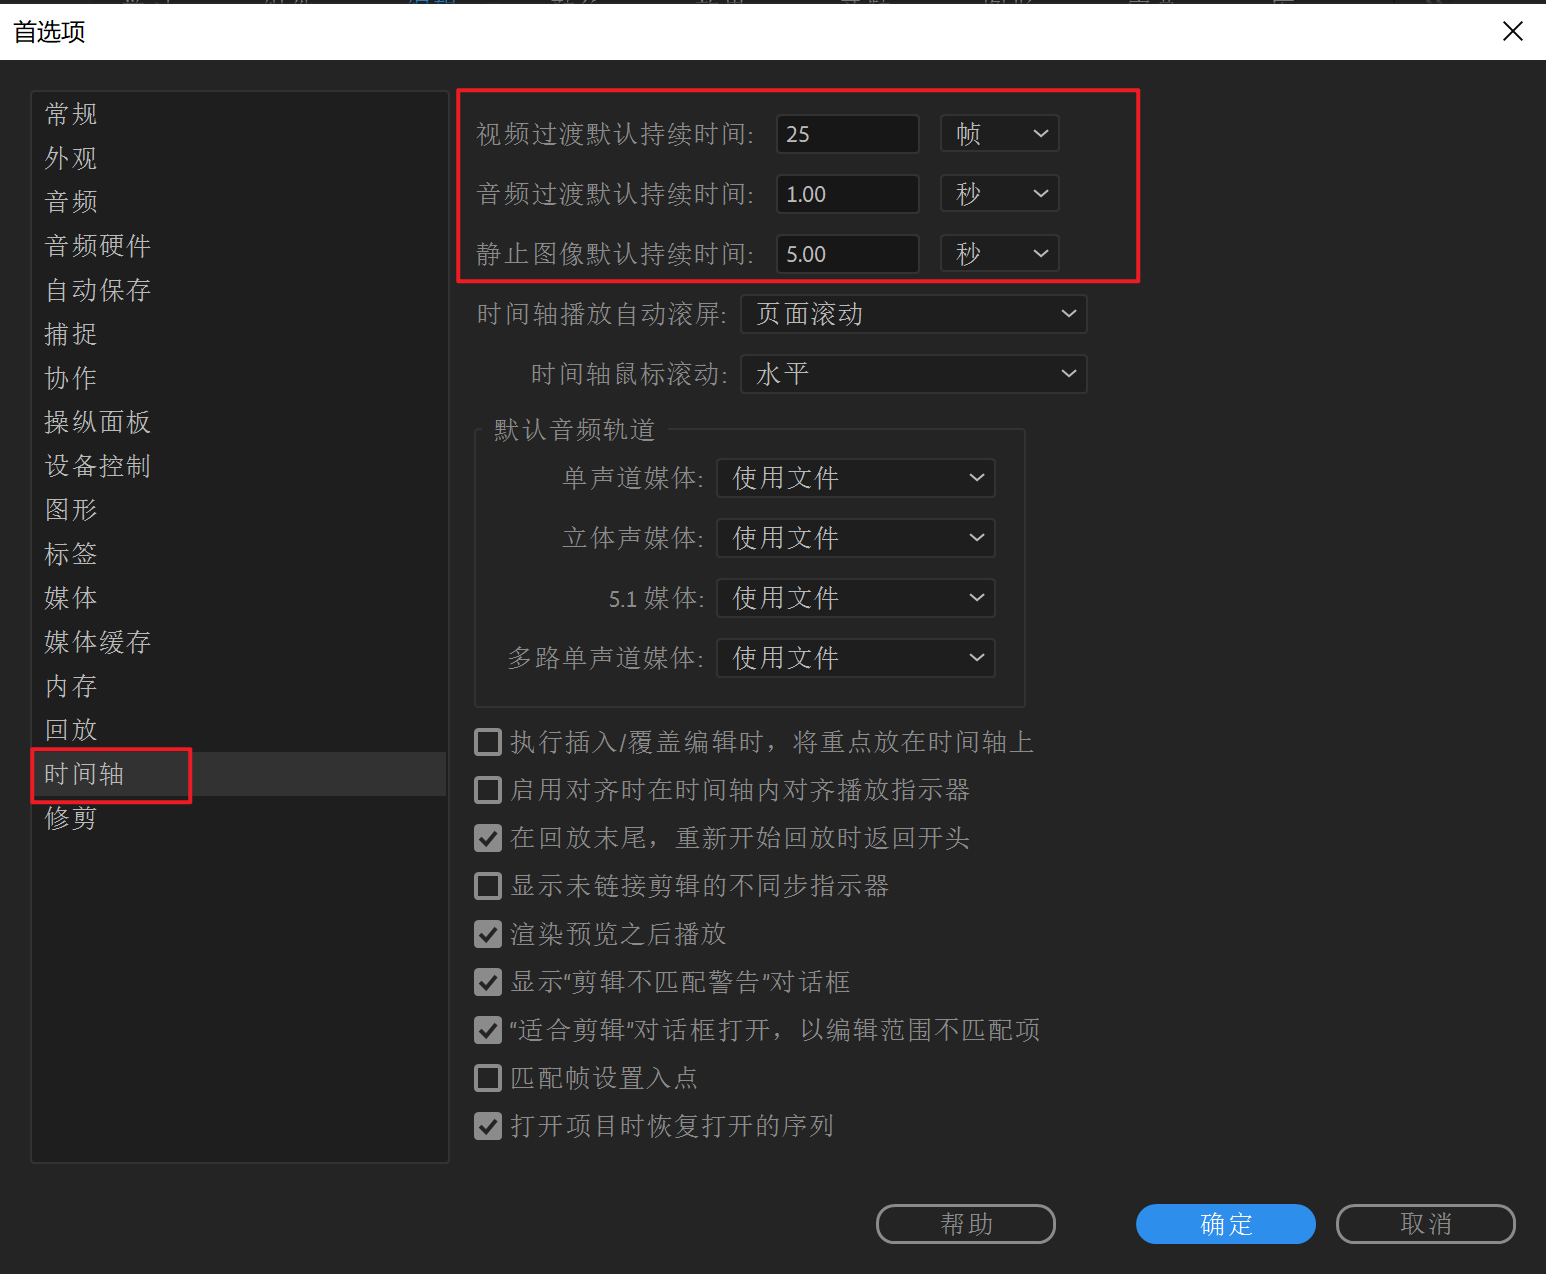 首选项
常规
外观
音频
音频硬件
自动保存
捕捉
协作
操纵面板
设备控制
图形
标签
媒体
媒体缓存
内存
回放
时间轴
修剪
视频过渡默认持续时间: 25 帧
音频过渡默认持续时间: 1.00 秒
静止图像默认持续时间: 5.00 秒
时间轴播放自动滚屏: 页面滚动
时间轴鼠标滚动: 水平
默认音频轨道
单声道媒体: 使用文件
立体声媒体: 使用文件
5.1 媒体: 使用文件
多路单声道媒体: 使用文件
执行插入/覆盖编辑时，将重点放在时间轴上
启用对齐时在时间轴内对齐播放指示器
在回放末尾，重新开始回放时返回开头
显示未链接剪辑的不同步指示器
渲染预览之后播放
显示“剪辑不匹配警告”对话框
“适合剪辑”对话框打开，以编辑范围不匹配项
匹配帧设置入点
打开项目时恢复打开的序列
帮助 确定 取消